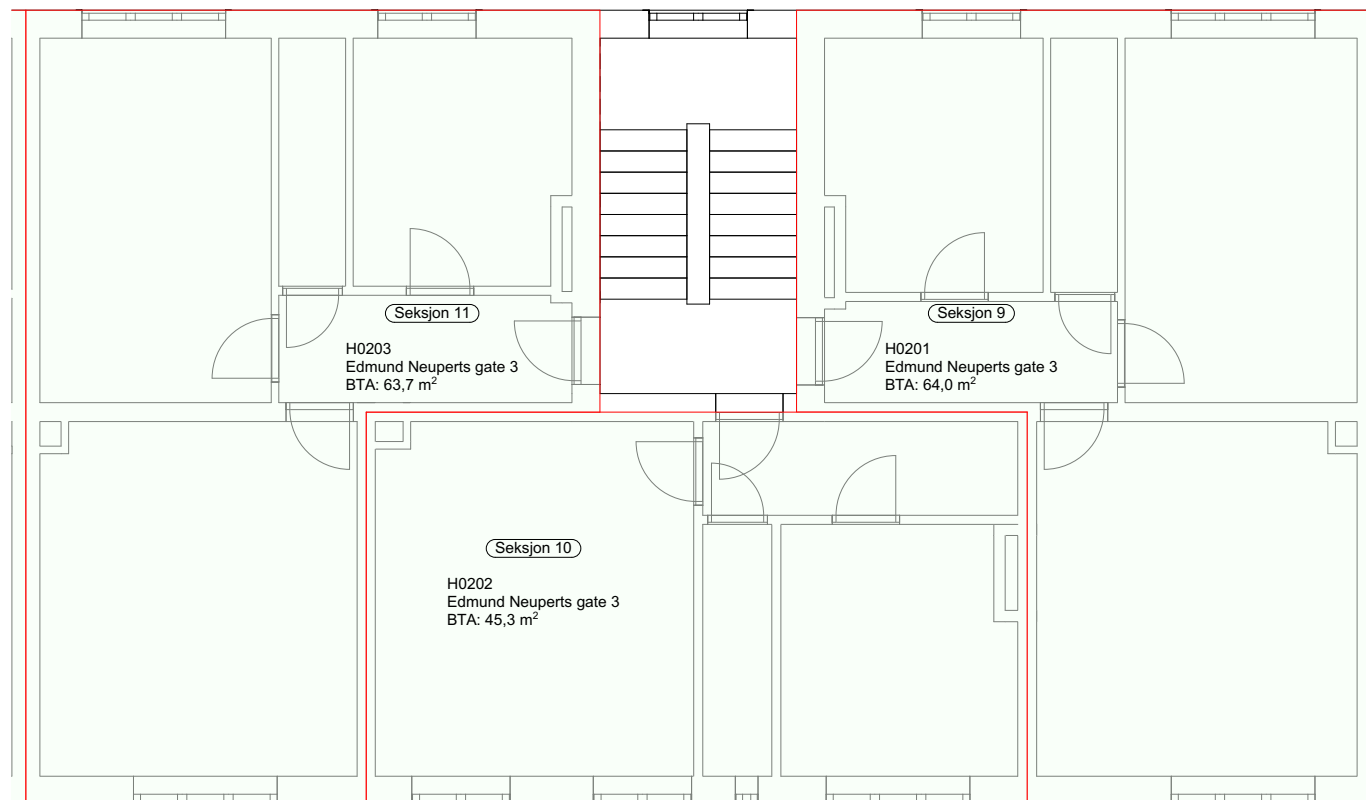 Seksjon 11
H0203
Edmund Neuperts gate 3
BTA: 63,7 m²
Seksjon 9
H0201
Edmund Neuperts gate 3
BTA: 64,0 m²
Seksjon 10
H0202
Edmund Neuperts gate 3
BTA: 45,3 m²